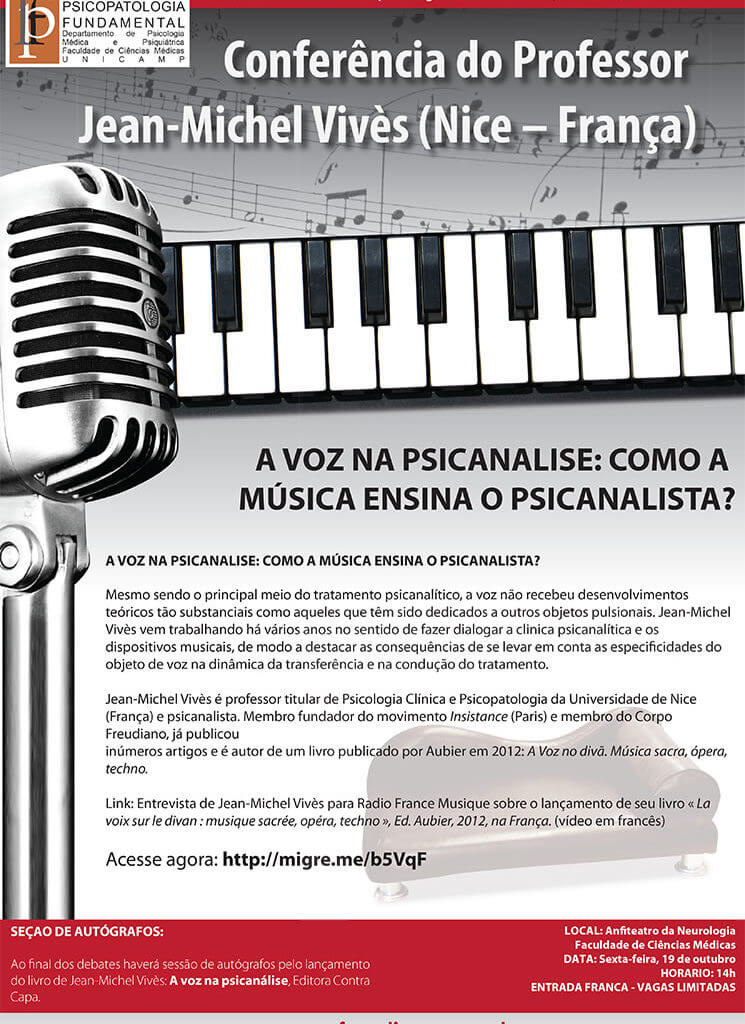 PSICOPATOLOGIA
FUNDAMENTAL
Departamento de Psicologia
Médica e Psiquiátrica
Faculdade de Ciências Médicas
UNICAMP
Conferência do Professor
Jean-Michel Vivès (Nice – França)
A VOZ NA PSICANALISE: COMO A
MÚSICA ENSINA O PSICANALISTA?
A VOZ NA PSICANALISE: COMO A MÚSICA ENSINA O PSICANALISTA?
Mesmo sendo o principal meio do tratamento psicanalítico, a voz não recebeu desenvolvimentos
teóricos tão substanciais como aqueles que têm sido dedicados a outros objetos pulsionais. Jean-Michel
Vivès vem trabalhando há vários anos no sentido de fazer dialogar a clinica psicanalítica e os
dispositivos musicais, de modo a destacar as consequências de se levar em conta as especificidades do
objeto de voz na dinâmica da transferência e na condução do tratamento.
Jean-Michel Vivès é professor titular de Psicologia Clínica e Psicopatologia da Universidade de Nice
(França) e psicanalista. Membro fundador do movimento Insistance (Paris) e membro do Corpo
Freudiano, já publicou
inúmeros artigos e é autor de um livro publicado por Aubier em 2012: A Voz no divã. Música sacra, ópera,
techno.
Link: Entrevista de Jean-Michel Vivès para Radio France Musique sobre o lançamento de seu livro « La
voix sur le divan : musique sacrée, opéra, techno », Ed. Aubier, 2012, na França. (vídeo em francês)
Acesse agora: http://migre.me/b5VqF
SEÇAO DE AUTÓGRAFOS:
Ao final dos debates haverá sessão de autógrafos pelo lançamento
do livro de Jean-Michel Vivès: A voz na psicanálise, Editora Contra
Capa.
LOCAL: Anfiteatro da Neurologia
Faculdade de Ciências Médicas
DATA: Sexta-feira, 19 de outubro
HORARIO: 14h
ENTRADA FRANCA - VAGAS LIMITADAS